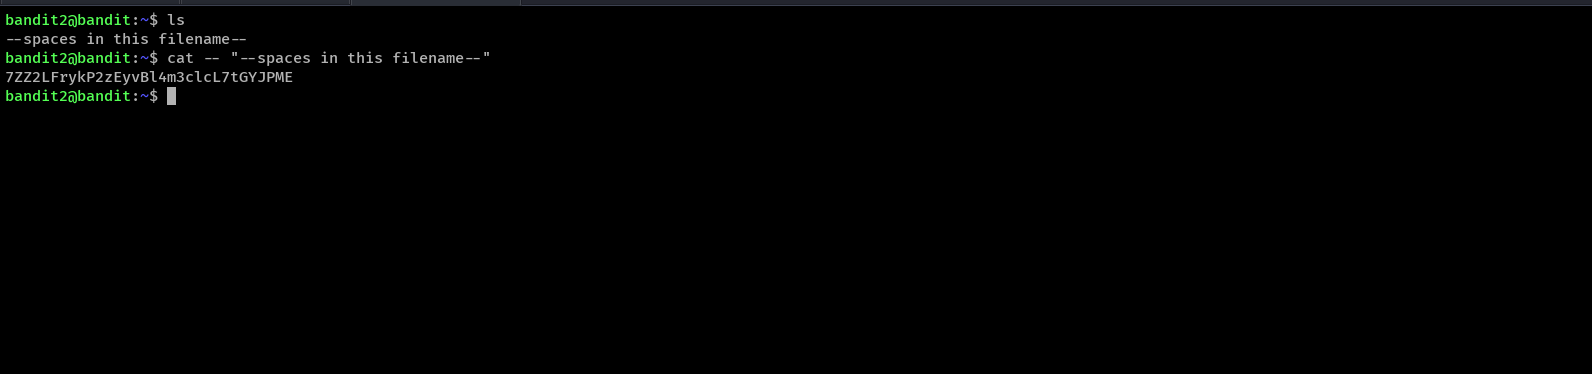 bandit2@bandit:~$ ls
--spaces in this filename--
bandit2@bandit:~$ cat -- "--spaces in this filename--"
7ZZ2LFrykP2zEyvBl4m3clcL7tGYJPME
bandit2@bandit:~$